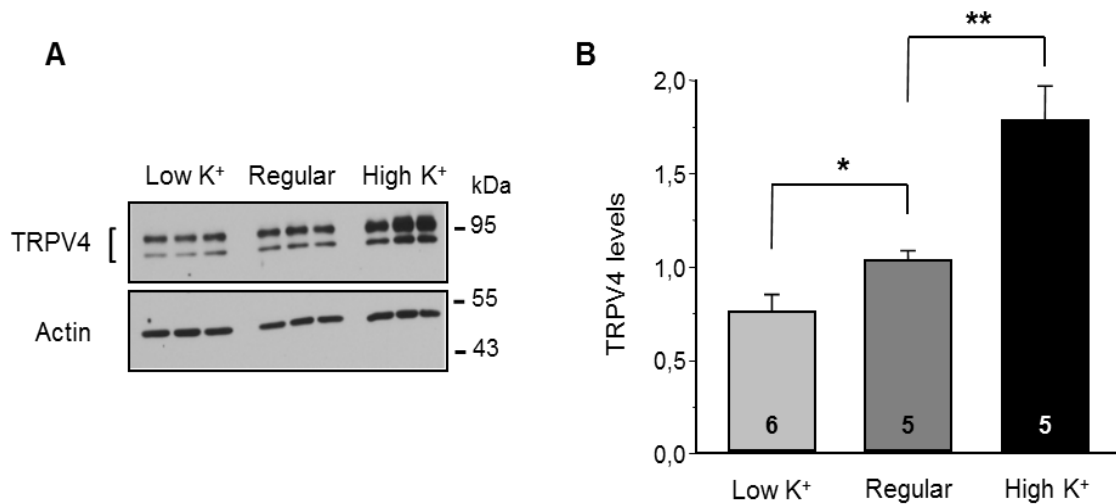 A
Low K⁺ Regular High K⁺ kDa
TRPV4
95
55
Actin
43
B
**
*
TRPV4 levels
2,0
1,5
1,0
0,5
0,0
6 5 5
Low K⁺ Regular High K⁺